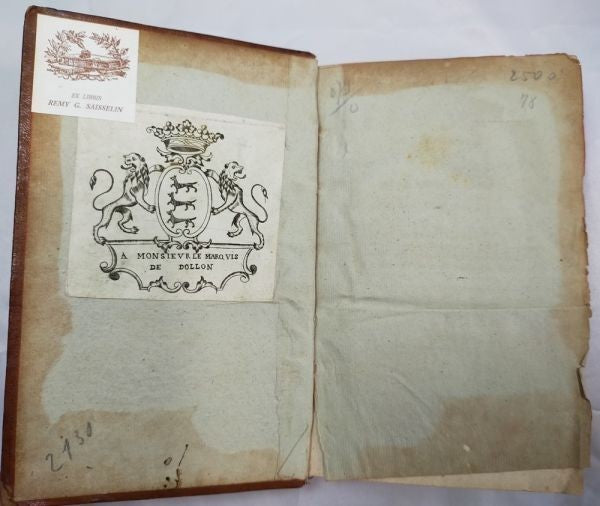 EX LIBRIS
REMY G. SAISSELIN
A MONSIEVR LE MARQVIS
DE DOLLON
2130
2500
78